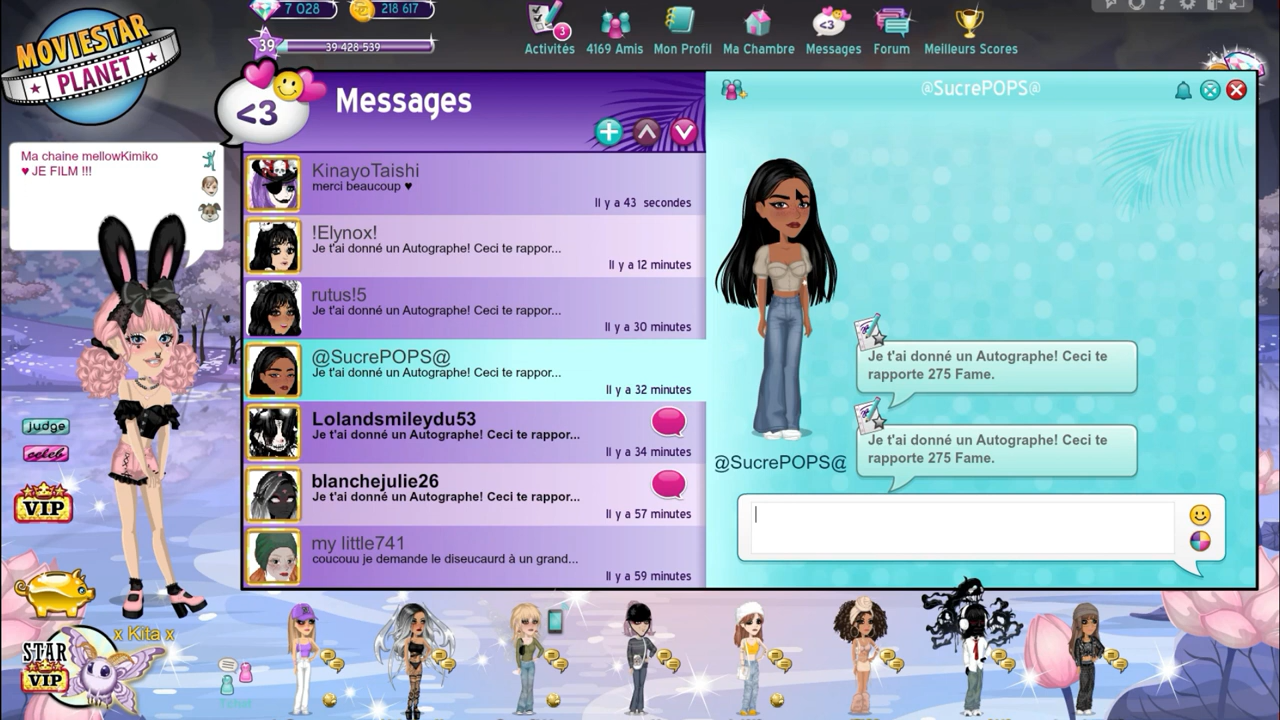 MOVIESTAR
PLANET
7 028
218 617
39
39 428 539
3
<3
Activités
4169 Amis
Mon Profil
Ma Chambre
Messages
Forum
Meilleurs Scores
Ma chaine mellowKimiko
♥ JE FILM !!!
judge
celeb
VIP
x Kita x
STAR
VIP
Tchat
<3
Messages
KinayoTaishi
merci beaucoup ♥
Il y a 43 secondes
!Elynox!
Je t'ai donné un Autographe! Ceci te rappor...
Il y a 12 minutes
rutus!5
Je t'ai donné un Autographe! Ceci te rappor...
Il y a 30 minutes
@SucrePOPS@
Je t'ai donné un Autographe! Ceci te rappor...
Il y a 32 minutes
Lolandsmileydu53
Je t'ai donné un Autographe! Ceci te rappor...
Il y a 34 minutes
blanchejulie26
Je t'ai donné un Autographe! Ceci te rappor...
Il y a 57 minutes
my little741
coucouu je demande le diseucaurd à un grand...
Il y a 59 minutes
@SucrePOPS@
Je t'ai donné un Autographe! Ceci te
rapporte 275 Fame.
Je t'ai donné un Autographe! Ceci te
rapporte 275 Fame.
@SucrePOPS@